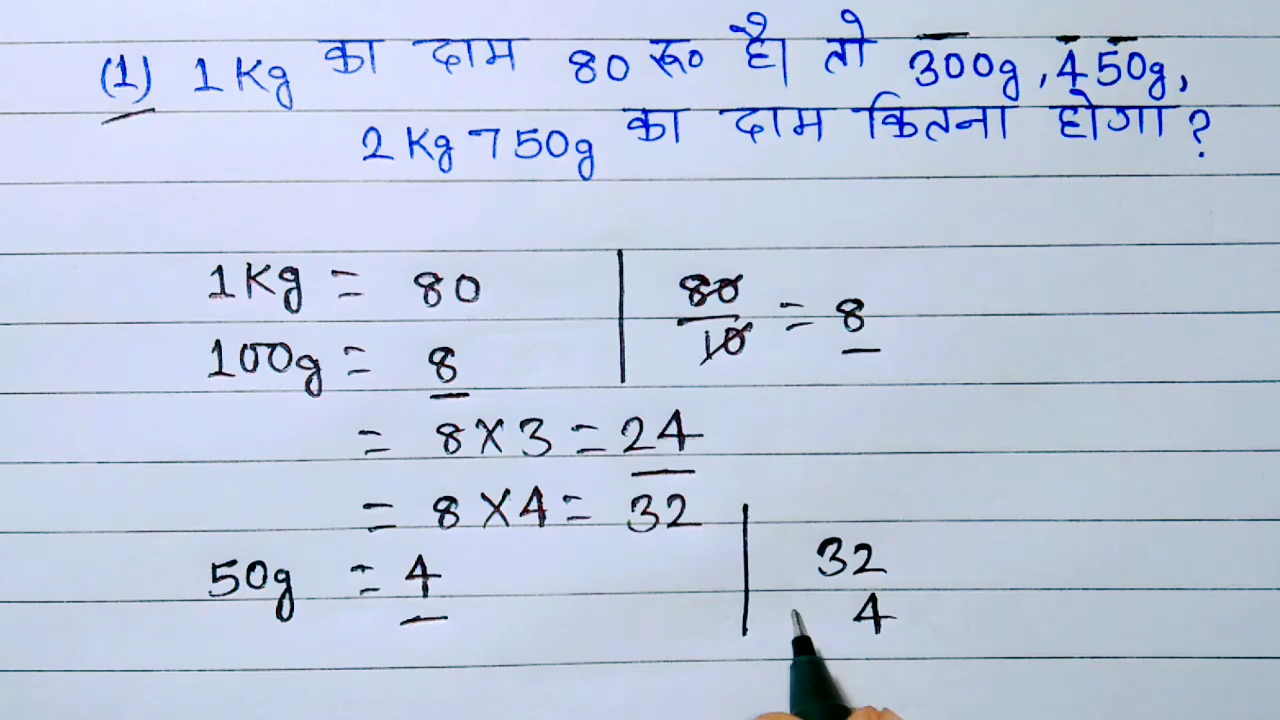 (1) 1Kg का दाम 80 रू० है। तो 300g, 450g,
2Kg 750g का दाम कितना होगा?
1Kg = 80
80/10 = 8
100g = 8
= 8×3 = 24
= 8×4 = 32
50g = 4
32
4